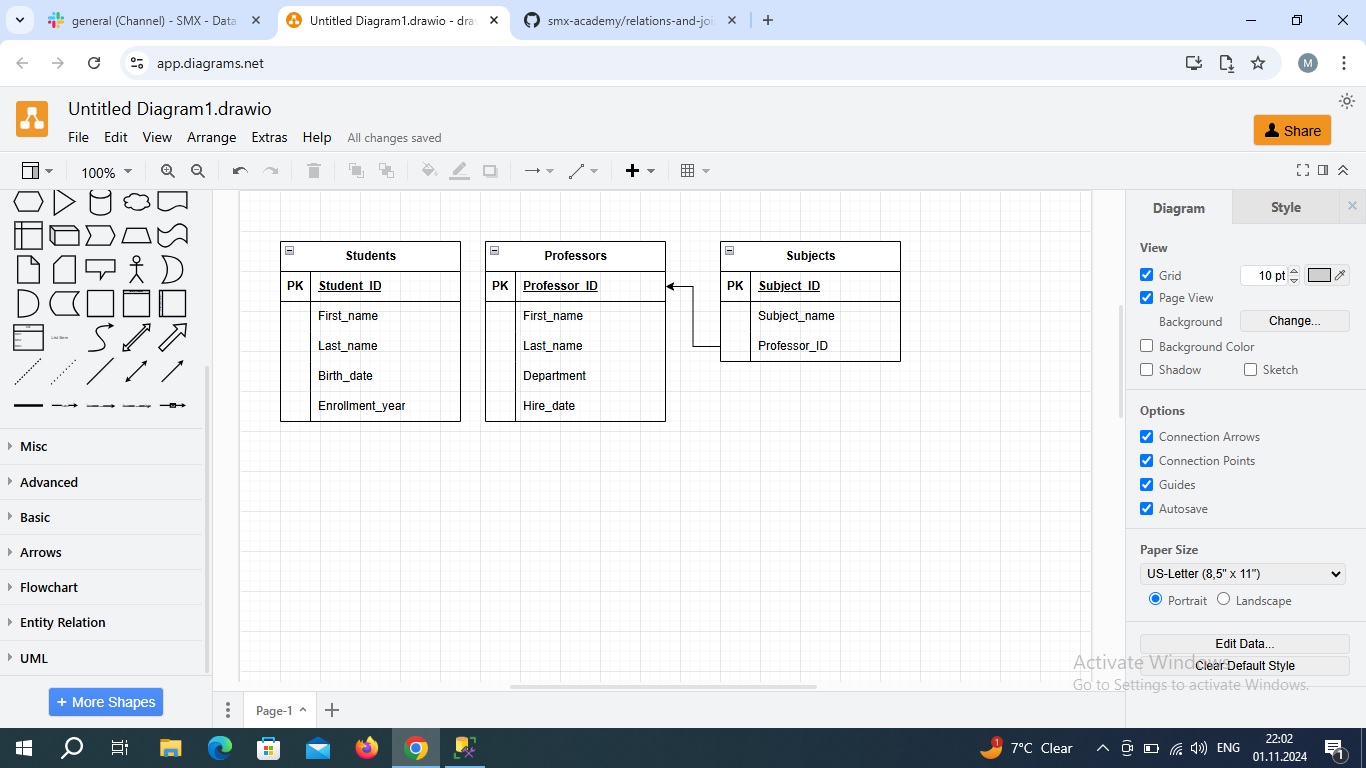 general (Channel) - SMX - Data
Untitled Diagram1.drawio - dra
smx-academy/relations-and-joi
app.diagrams.net
M
Untitled Diagram1.drawio
File Edit View Arrange Extras Help All changes saved
Share
100%
Diagram Style
Students
PK Student_ID
First_name
Last_name
Birth_date
Enrollment_year
Professors
PK Professor_ID
First_name
Last_name
Department
Hire_date
Subjects
PK Subject_ID
Subject_name
Professor_ID
List Item
Misc
Advanced
Basic
Arrows
Flowchart
Entity Relation
UML
+ More Shapes
Page-1
View
Grid 10 pt
Page View
Background Change...
Background Color
Shadow Sketch
Options
Connection Arrows
Connection Points
Guides
Autosave
Paper Size
US-Letter (8,5" x 11")
Portrait Landscape
Edit Data...
Clear Default Style
Activate Windows
Go to Settings to activate Windows.
1
7°C Clear
ENG
22:02
01.11.2024
1